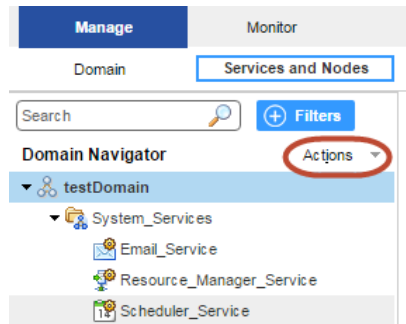 Manage Monitor
Domain Services and Nodes
Search Filters
Domain Navigator Actions
testDomain
System_Services
Email_Service
Resource_Manager_Service
Scheduler_Service